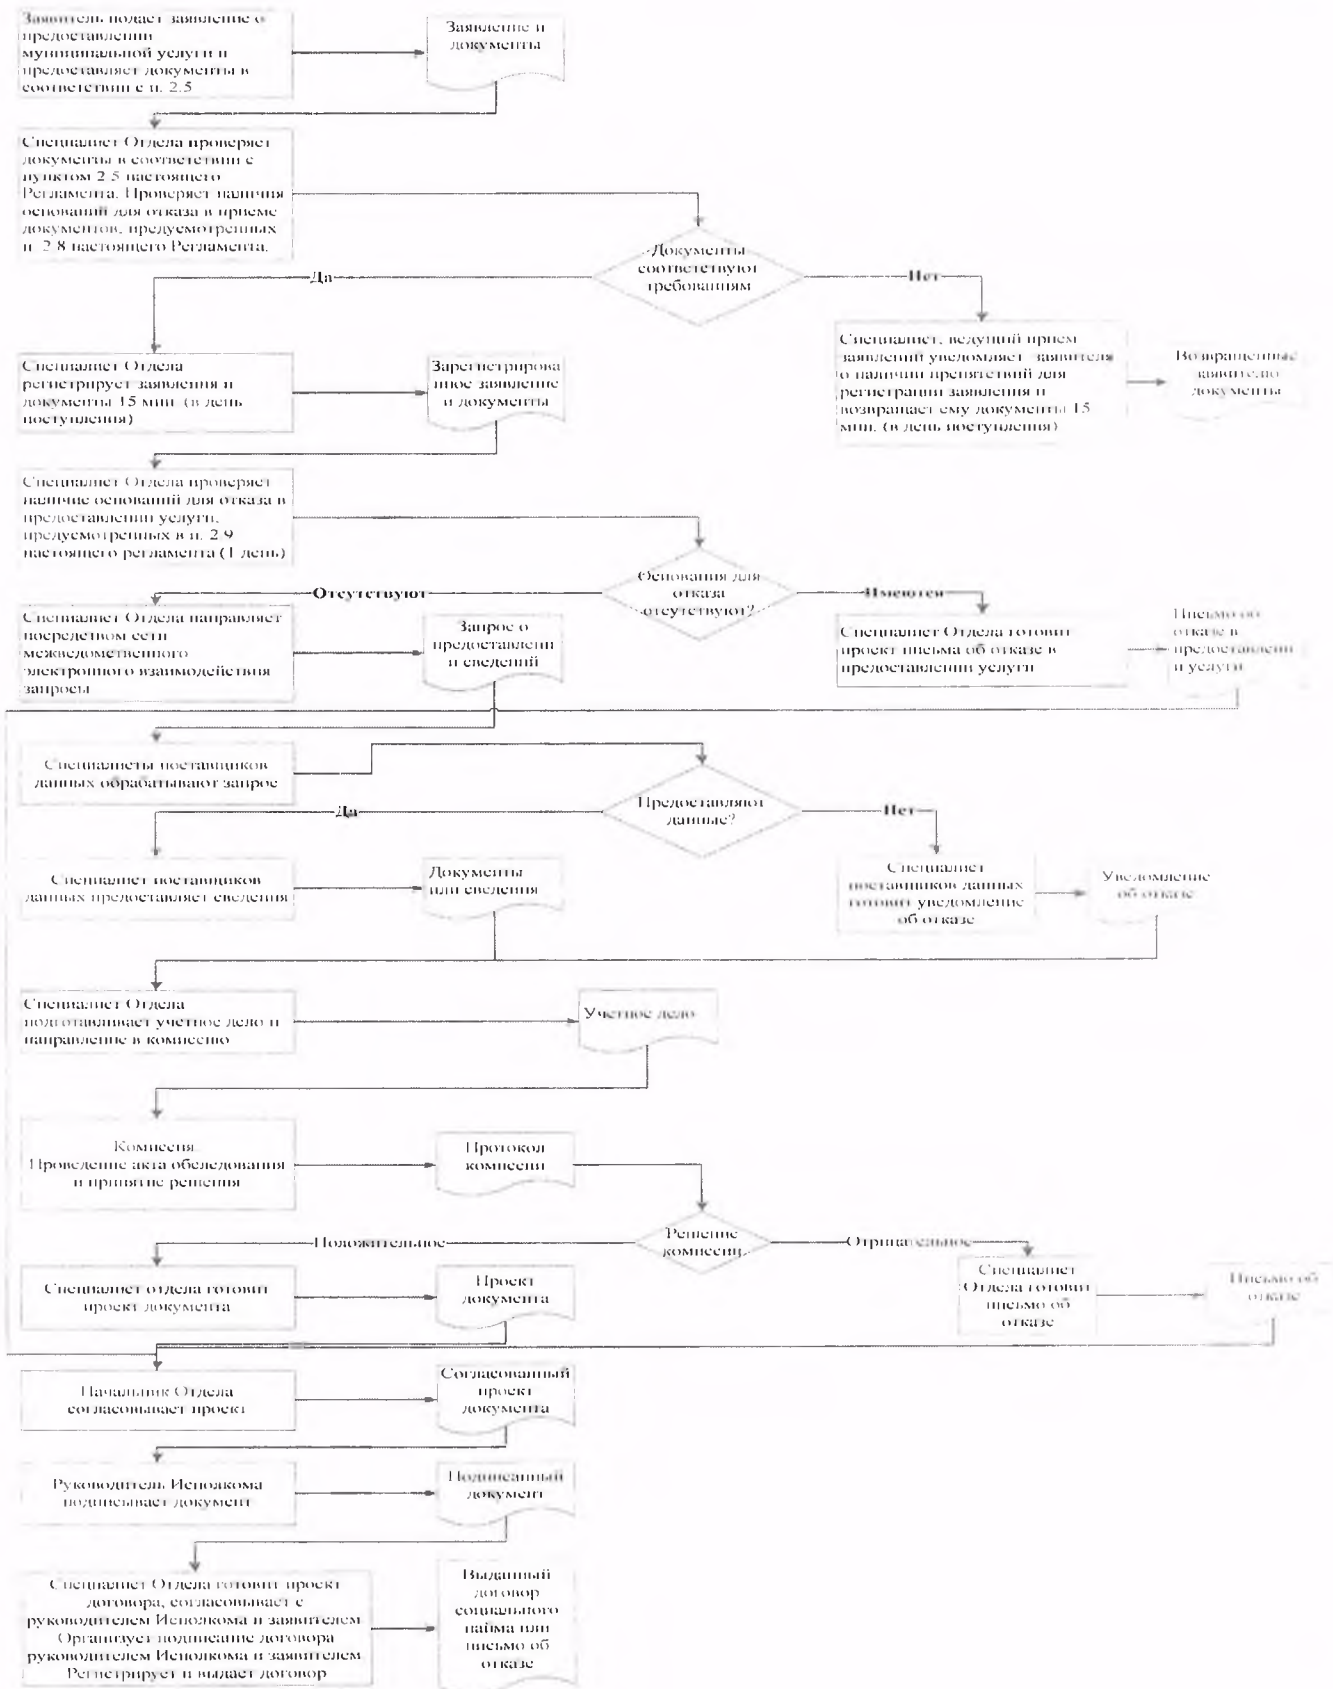 Заявитель подает заявление о
предоставлении
муниципальной услуги и
предоставляет документы в
соответствии с п. 2.5
Заявление и
документы
Специалист Отдела проверяет
документы в соответствии с
пунктом 2.5 настоящего
Регламента. Проверяет наличия
оснований для отказа в приеме
документов, предусмотренных
п. 2.8 настоящего Регламента.
Документы
соответствуют
требованиям
Да
Нет
Специалист Отдела
регистрирует заявления и
документы 15 мин. (в день
поступления)
Зарегистрирова
нное заявление
и документы
Специалист, ведущий прием
заявлений уведомляет заявителя
о наличии препятствий для
регистрации заявления и
возвращает ему документы 15
мин. (в день поступления)
Возвращенные
заявителю
документы
Специалист Отдела проверяет
наличие оснований для отказа в
предоставлении услуги,
предусмотренных в п. 2.9
настоящего регламента (1 день)
Основания для
отказа
отсутствуют?
Отсутствуют
Имеются
Специалист Отдела направляет
посредством сети
межведомственного
электронного взаимодействия
запросы
Запрос о
предоставлени
и сведений
Специалист Отдела готовит
проект письма об отказе в
предоставлении услуги
Письмо об
отказе в
предоставлени
и услуги
Специалисты поставщиков
данных обрабатывают запрос
Предоставляют
данные?
Да
Нет
Специалист поставщиков
данных предоставляет сведения
Документы
или сведения
Специалист
поставщиков данных
готовит уведомление
об отказе
Уведомление
об отказе
Специалист Отдела
подготавливает учетное дело и
направление в комиссию
Учетное дело
Комиссия
Проведение акта обследования
и принятие решения
Протокол
комиссии
Решение
комиссии
Положительное
Отрицательное
Специалист отдела готовит
проект документа
Проект
документа
Специалист
Отдела готовит
письмо об
отказе
Письмо об
отказе
Начальник Отдела
согласовывает проект
Согласованный
проект
документа
Руководитель Исполкома
подписывает документ
Подписанный
документ
Специалист Отдела готовит проект
договора, согласовывает с
руководителем Исполкома и заявителем
Организует подписание договора
руководителем Исполкома и заявителем
Регистрирует и выдает договор
Выданный
договор
социального
найма или
письмо об
отказе